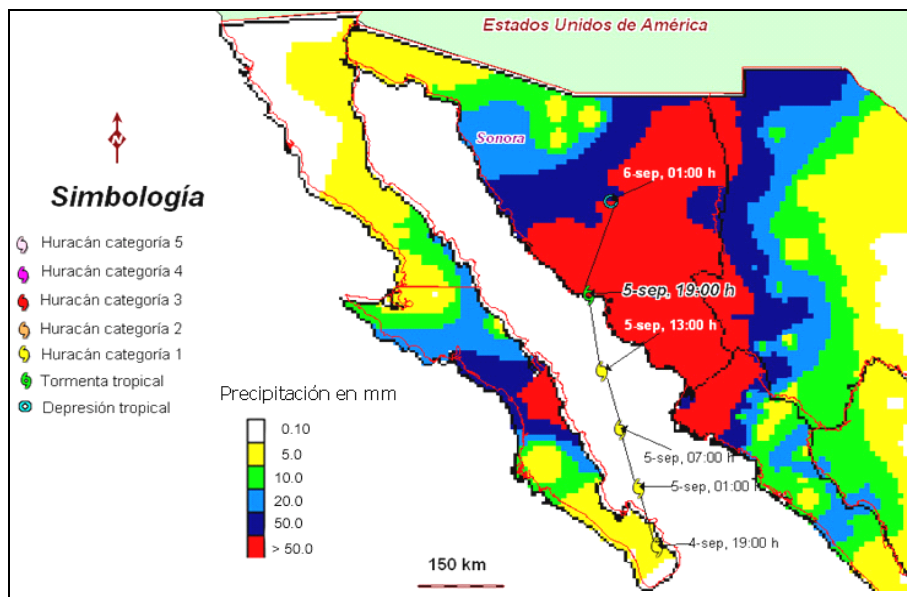 Estados Unidos de América
Sonora
N
6-sep, 01:00 h
5-sep, 19:00 h
5-sep, 13:00 h
5-sep, 07:00 h
5-sep, 01:00 h
4-sep, 19:00 h
Simbología
Huracán categoría 5
Huracán categoría 4
Huracán categoría 3
Huracán categoría 2
Huracán categoría 1
Tormenta tropical
Depresión tropical
Precipitación en mm
0.10
5.0
10.0
20.0
50.0
> 50.0
150 km